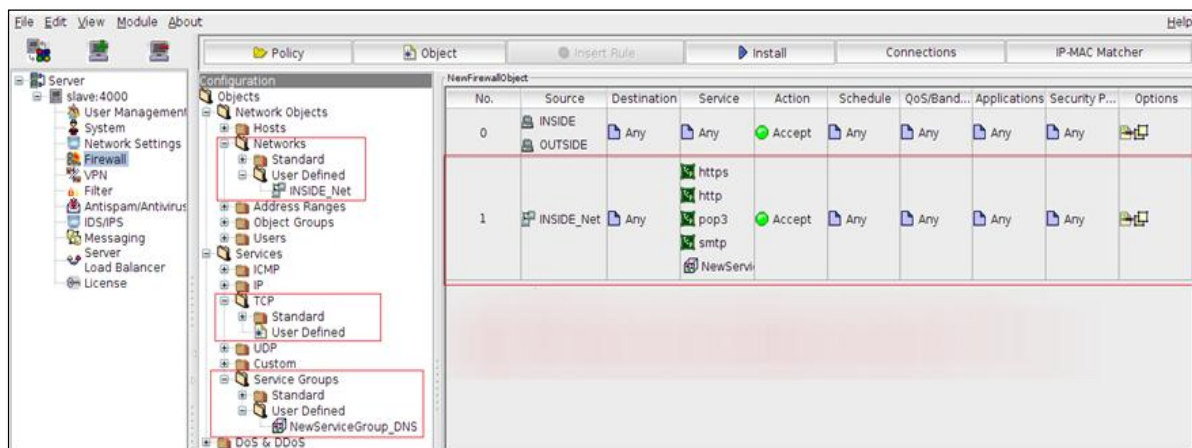 File Edit View Module About Help
Policy Object Insert Rule Install Connections IP-MAC Matcher
Server
slave:4000
User Management
System
Network Settings
Firewall
VPN
Filter
Antispam/Antivirus
IDS/IPS
Messaging
Server
Load Balancer
License
Configuration
Objects
Network Objects
Hosts
Networks
Standard
User Defined
INSIDE_Net
Address Ranges
Object Groups
Users
Services
ICMP
IP
TCP
Standard
User Defined
UDP
Custom
Service Groups
Standard
User Defined
NewServiceGroup_DNS
DoS & DDoS
NewFirewallObject
No. Source Destination Service Action Schedule QoS/Band... Applications Security P... Options
0 INSIDE OUTSIDE Any Any Accept Any Any Any Any
1 INSIDE_Net Any https http pop3 smtp NewServi Accept Any Any Any Any